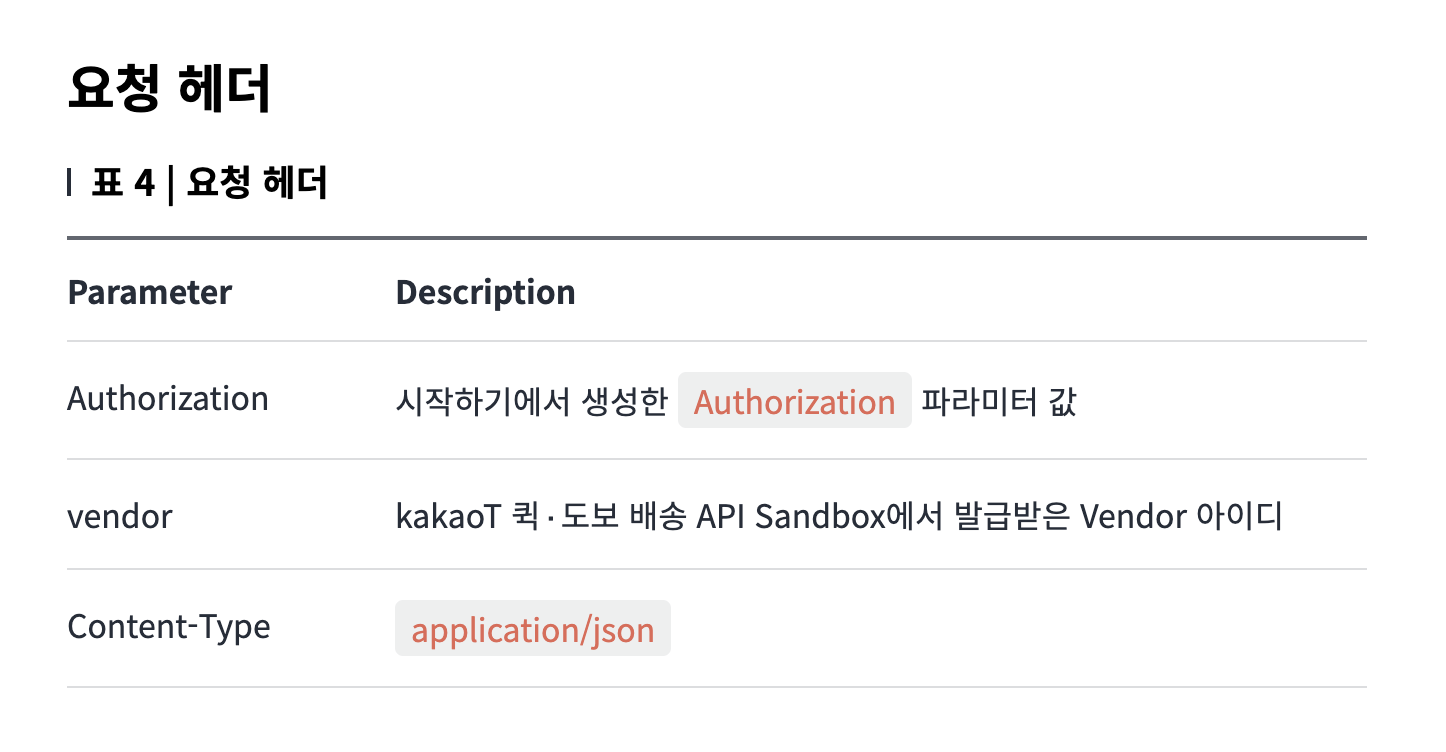 요청 헤더
표 4 | 요청 헤더
Parameter Description
Authorization 시작하기에서 생성한 Authorization 파라미터 값
vendor kakaoT 퀵·도보 배송 API Sandbox에서 발급받은 Vendor 아이디
Content-Type application/json